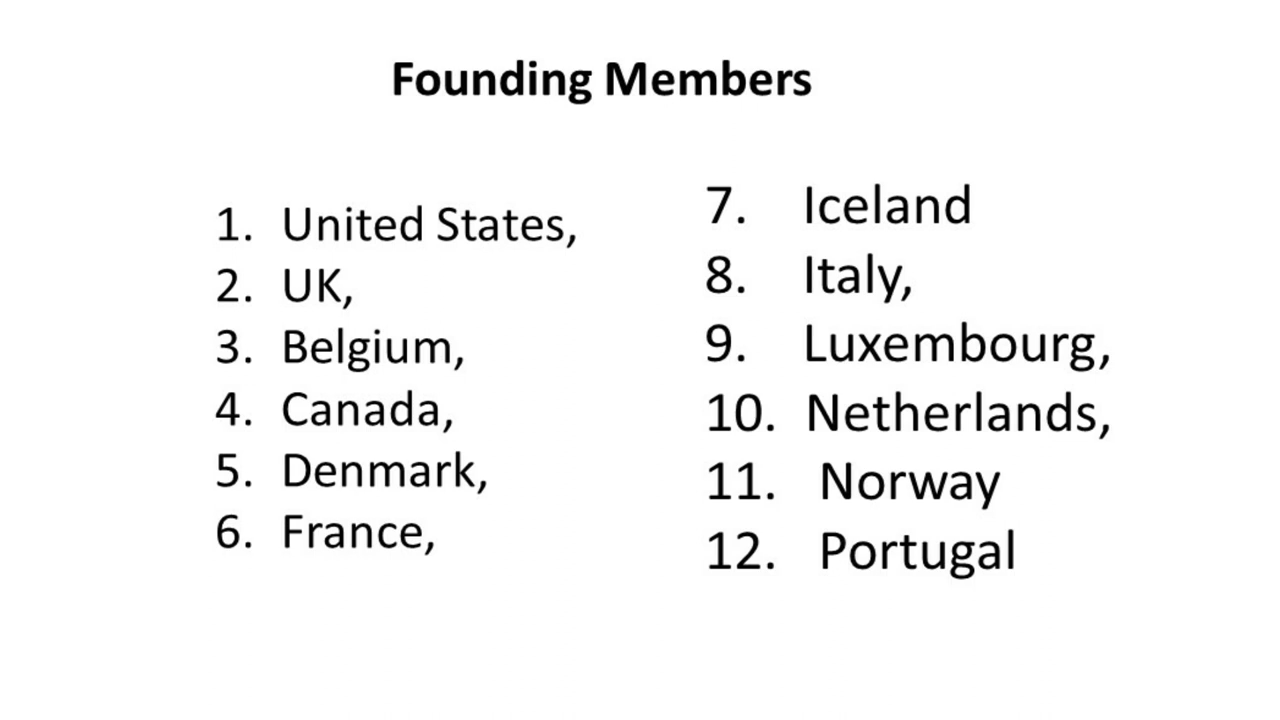 Founding Members
1. United States,
2. UK,
3. Belgium,
4. Canada,
5. Denmark,
6. France,
7. Iceland
8. Italy,
9. Luxembourg,
10. Netherlands,
11. Norway
12. Portugal